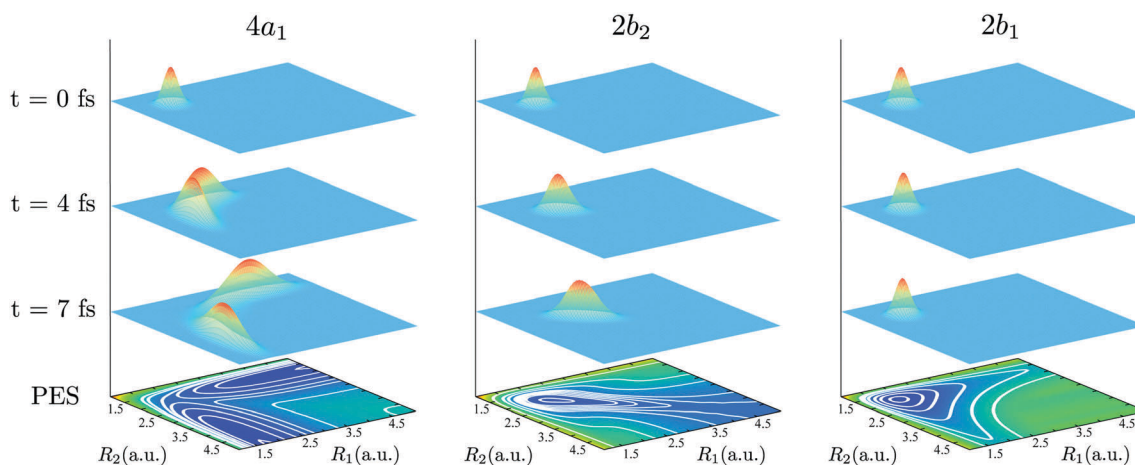 4a₁ 2b₂ 2b₁
t = 0 fs
t = 4 fs
t = 7 fs
PES
1.5 2.5 3.5 4.5 R₂(a.u.) 1.5 2.5 3.5 4.5 R₁(a.u.)
1.5 2.5 3.5 4.5 R₂(a.u.) 1.5 2.5 3.5 4.5 R₁(a.u.)
1.5 2.5 3.5 4.5 R₂(a.u.) 1.5 2.5 3.5 4.5 R₁(a.u.)